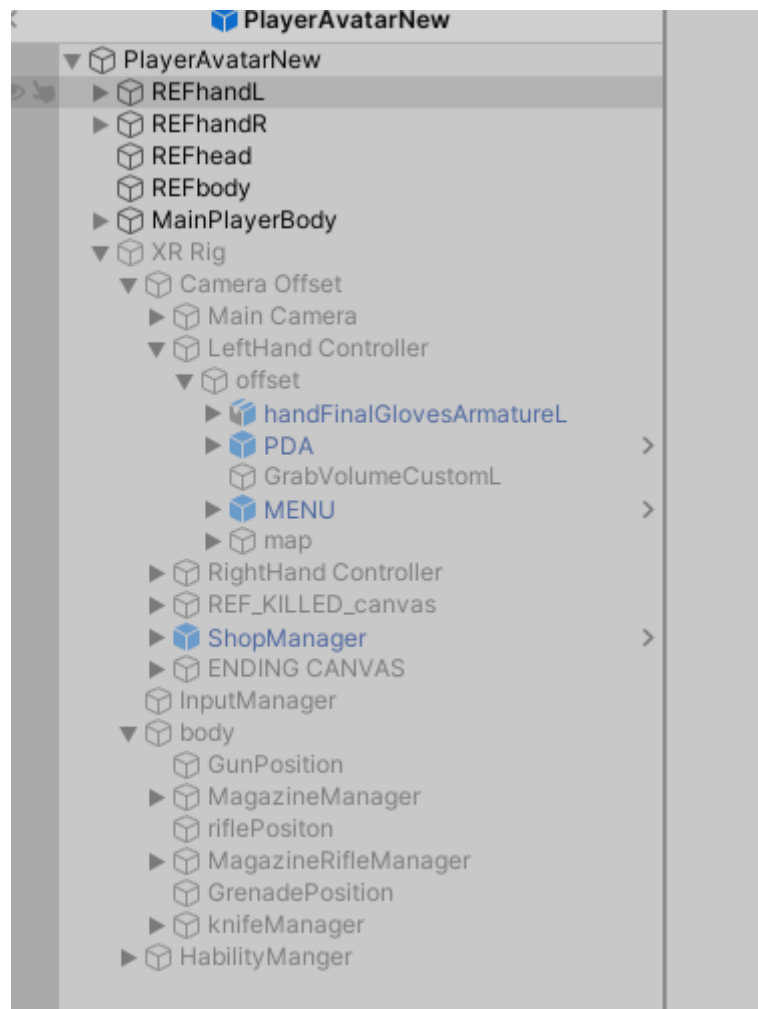 PlayerAvatarNew
PlayerAvatarNew
REFhandL
REFhandR
REFhead
REFbody
MainPlayerBody
XR Rig
Camera Offset
Main Camera
LeftHand Controller
offset
handFinalGlovesArmatureL
PDA
GrabVolumeCustomL
MENU
map
RightHand Controller
REF_KILLED_canvas
ShopManager
ENDING CANVAS
InputManager
body
GunPosition
MagazineManager
riflePositon
MagazineRifleManager
GrenadePosition
knifeManager
HabilityManger